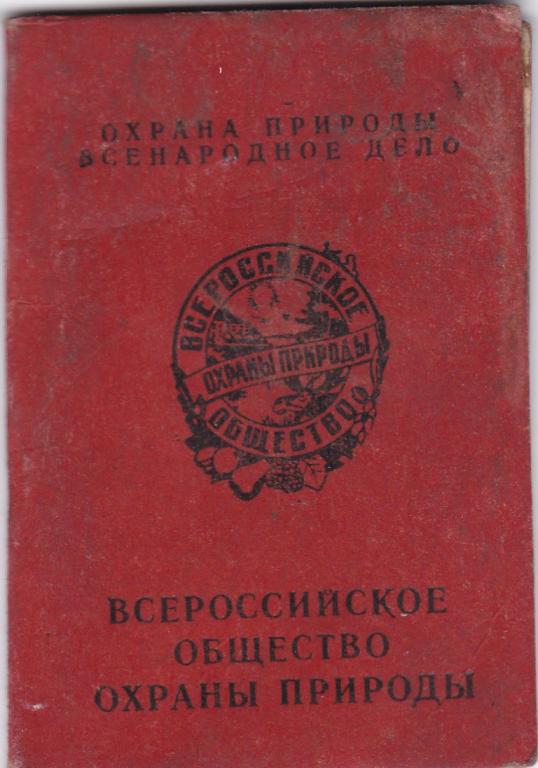 ОХРАНА ПРИРОДЫ
ВСЕНАРОДНОЕ ДЕЛО
ВСЕРОССИЙСКОЕ
ОХРАНЫ ПРИРОДЫ
ОБЩЕСТВО
ВСЕРОССИЙСКОЕ
ОБЩЕСТВО
ОХРАНЫ ПРИРОДЫ